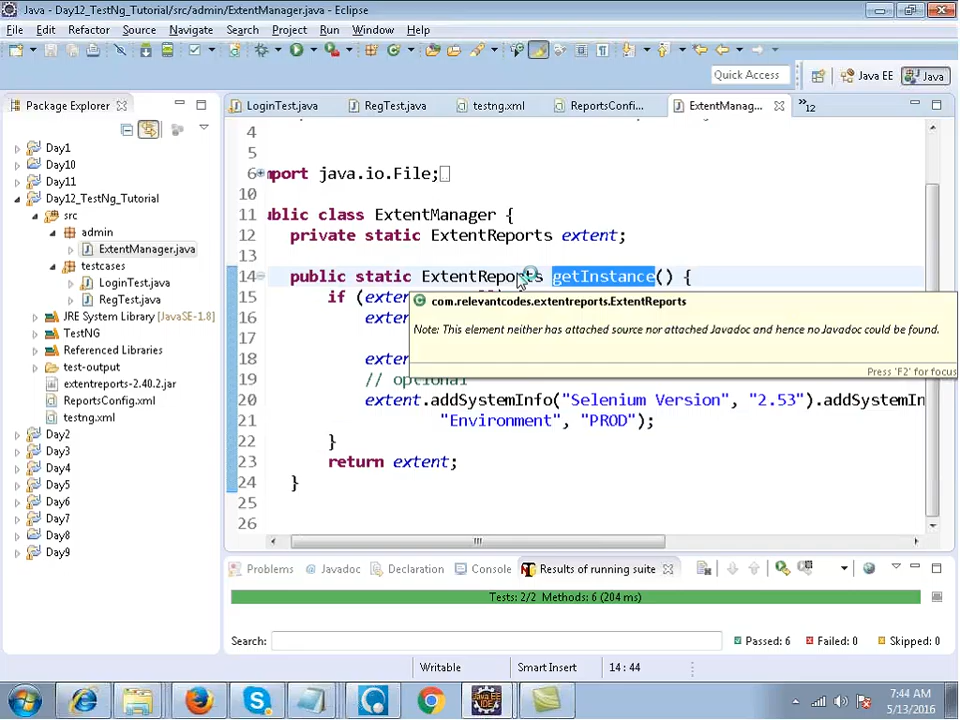 Java - Day12_TestNg_Tutorial/src/admin/ExtentManager.java - Eclipse
File Edit Refactor Source Navigate Search Project Run Window Help
Quick Access Java EE Java
Package Explorer
LoginTest.java RegTest.java testng.xml ReportsConfi... ExtentManag... »12
Day1
Day10
Day11
Day12_TestNg_Tutorial
src
admin
ExtentManager.java
testcases
LoginTest.java
RegTest.java
JRE System Library [JavaSE-1.8]
TestNG
Referenced Libraries
test-output
extentreports-2.40.2.jar
ReportsConfig.xml
testng.xml
Day2
Day3
Day4
Day5
Day6
Day7
Day8
Day9
4
5
6 mport java.io.File;
10
11 ublic class ExtentManager {
12 private static ExtentReports extent;
13
14 public static ExtentReports getInstance() {
15 if (exter
16 exte
17
18 exte
19 // optional
20 extent.addSystemInfo("Selenium Version", "2.53").addSystemIn
21 "Environment", "PROD");
22 }
23 return extent;
24 }
25
26
com.relevantcodes.extentreports.ExtentReports
Note: This element neither has attached source nor attached Javadoc and hence no Javadoc could be found.
Press 'F2' for focus
Problems Javadoc Declaration Console Results of running suite
Tests: 2/2 Methods: 6 (204 ms)
Search: Passed: 6 Failed: 0 Skipped: 0
Writable Smart Insert 14 : 44
7:44 AM
5/13/2016